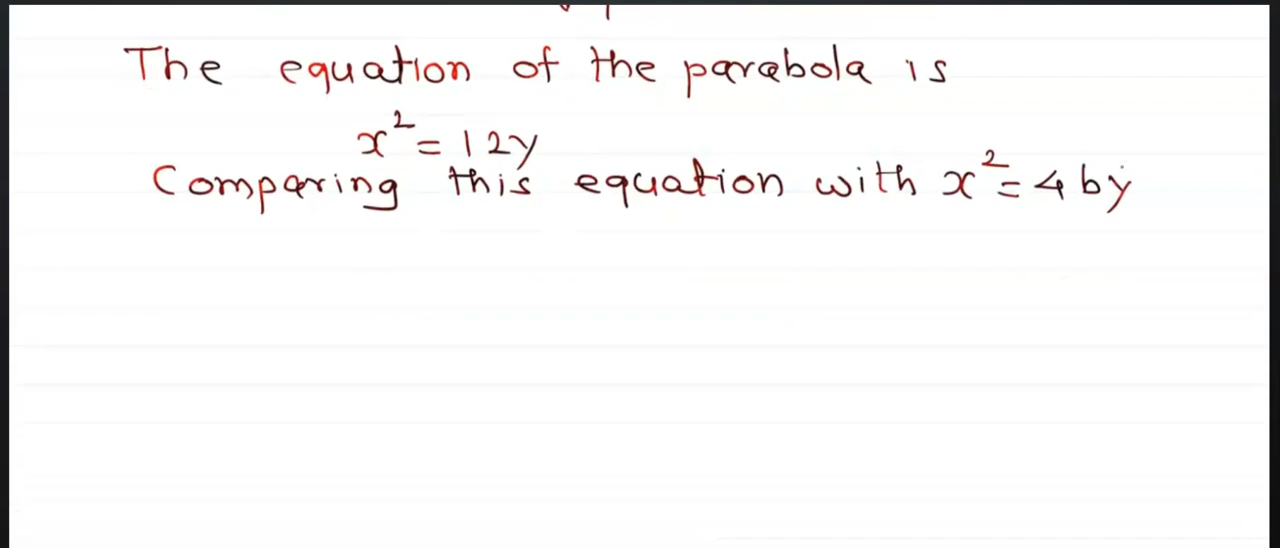 The equation of the parabola is
x² = 12y
Comparing this equation with x² = 4by